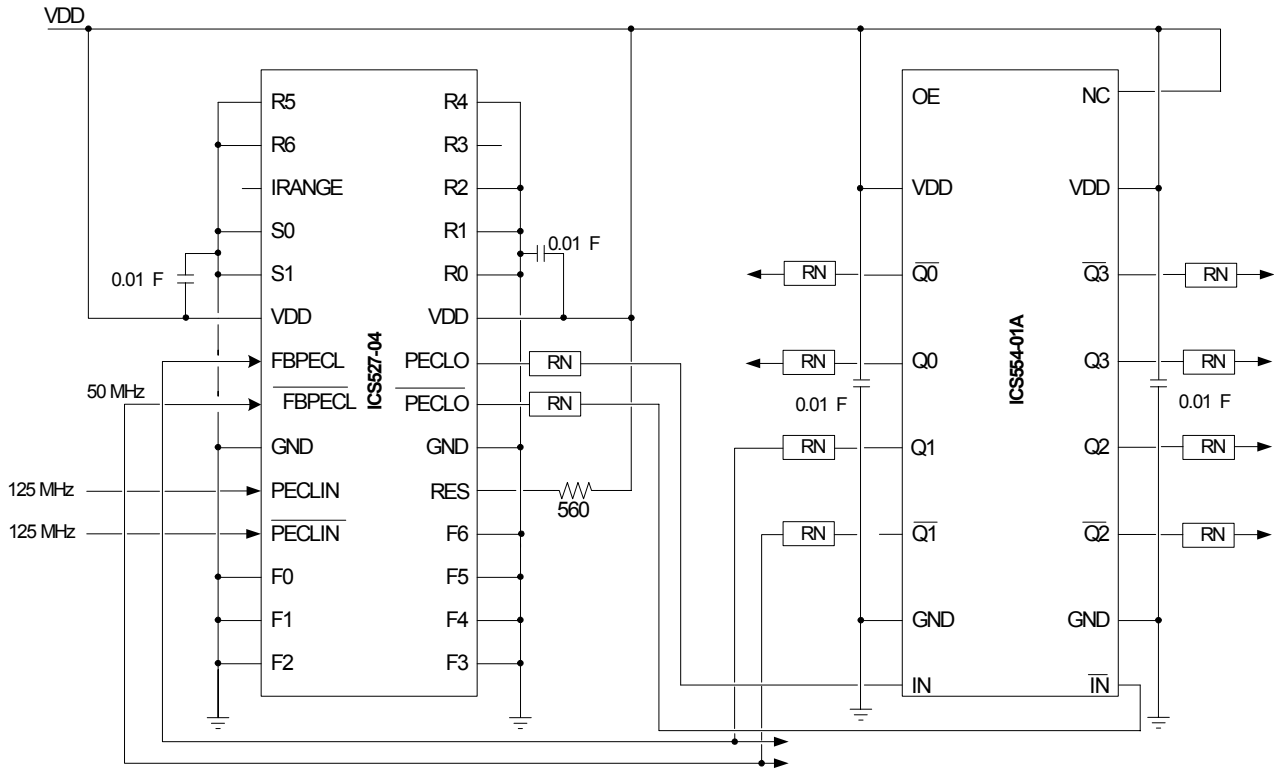 VDD
R5
R6
IRANGE
S0
S1
VDD
FBPECL
FBPECL
GND
PECLIN
PECLIN
F0
F1
F2
ICS527-04
R4
R3
R2
R1
R0
VDD
PECLO
PECLO
GND
RES
F6
F5
F4
F3
0.01 F
50 MHz
125 MHz
125 MHz
0.01 F
RN
RN
560
RN
RN
RN
RN
0.01 F
OE
VDD
Q0
Q0
Q1
Q1
GND
IN
ICS554-01A
NC
VDD
Q3
Q3
Q2
Q2
GND
IN
RN
RN
0.01 F
RN
RN